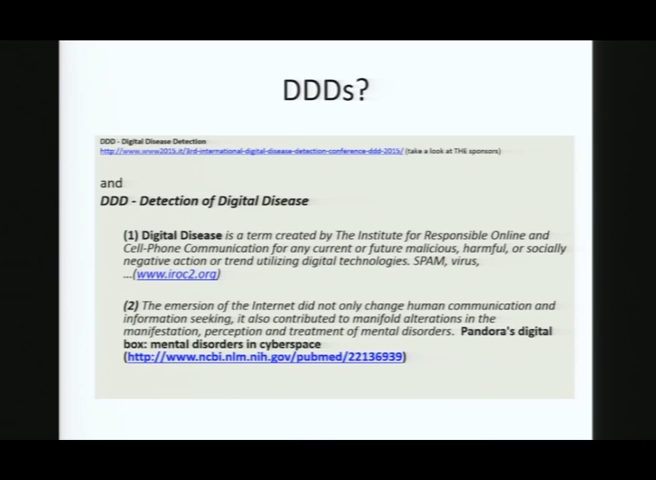 DDDs?
DDD - Digital Disease Detection
http://www.www2015.it/3rd-international-digital-disease-detection-conference-ddd-2015/ (take a look at THE sponsors)
and
DDD - Detection of Digital Disease
(1) Digital Disease is a term created by The Institute for Responsible Online and
Cell-Phone Communication for any current or future malicious, harmful, or socially
negative action or trend utilizing digital technologies. SPAM, virus,
...(www.iroc2.org)
(2) The emersion of the Internet did not only change human communication and
information seeking, it also contributed to manifold alterations in the
manifestation, perception and treatment of mental disorders. Pandora's digital
box: mental disorders in cyberspace
(http://www.ncbi.nlm.nih.gov/pubmed/22136939)